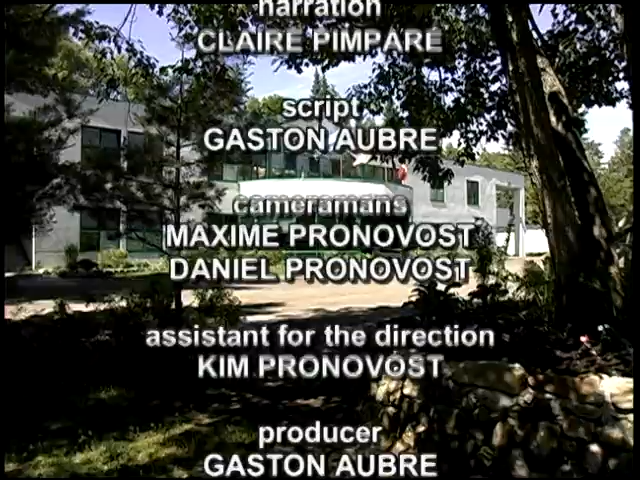 narration
CLAIRE PIMPARÉ
script
GASTON AUBRE
cameramans
MAXIME PRONOVOST
DANIEL PRONOVOST
assistant for the direction
KIM PRONOVOST
producer
GASTON AUBRE